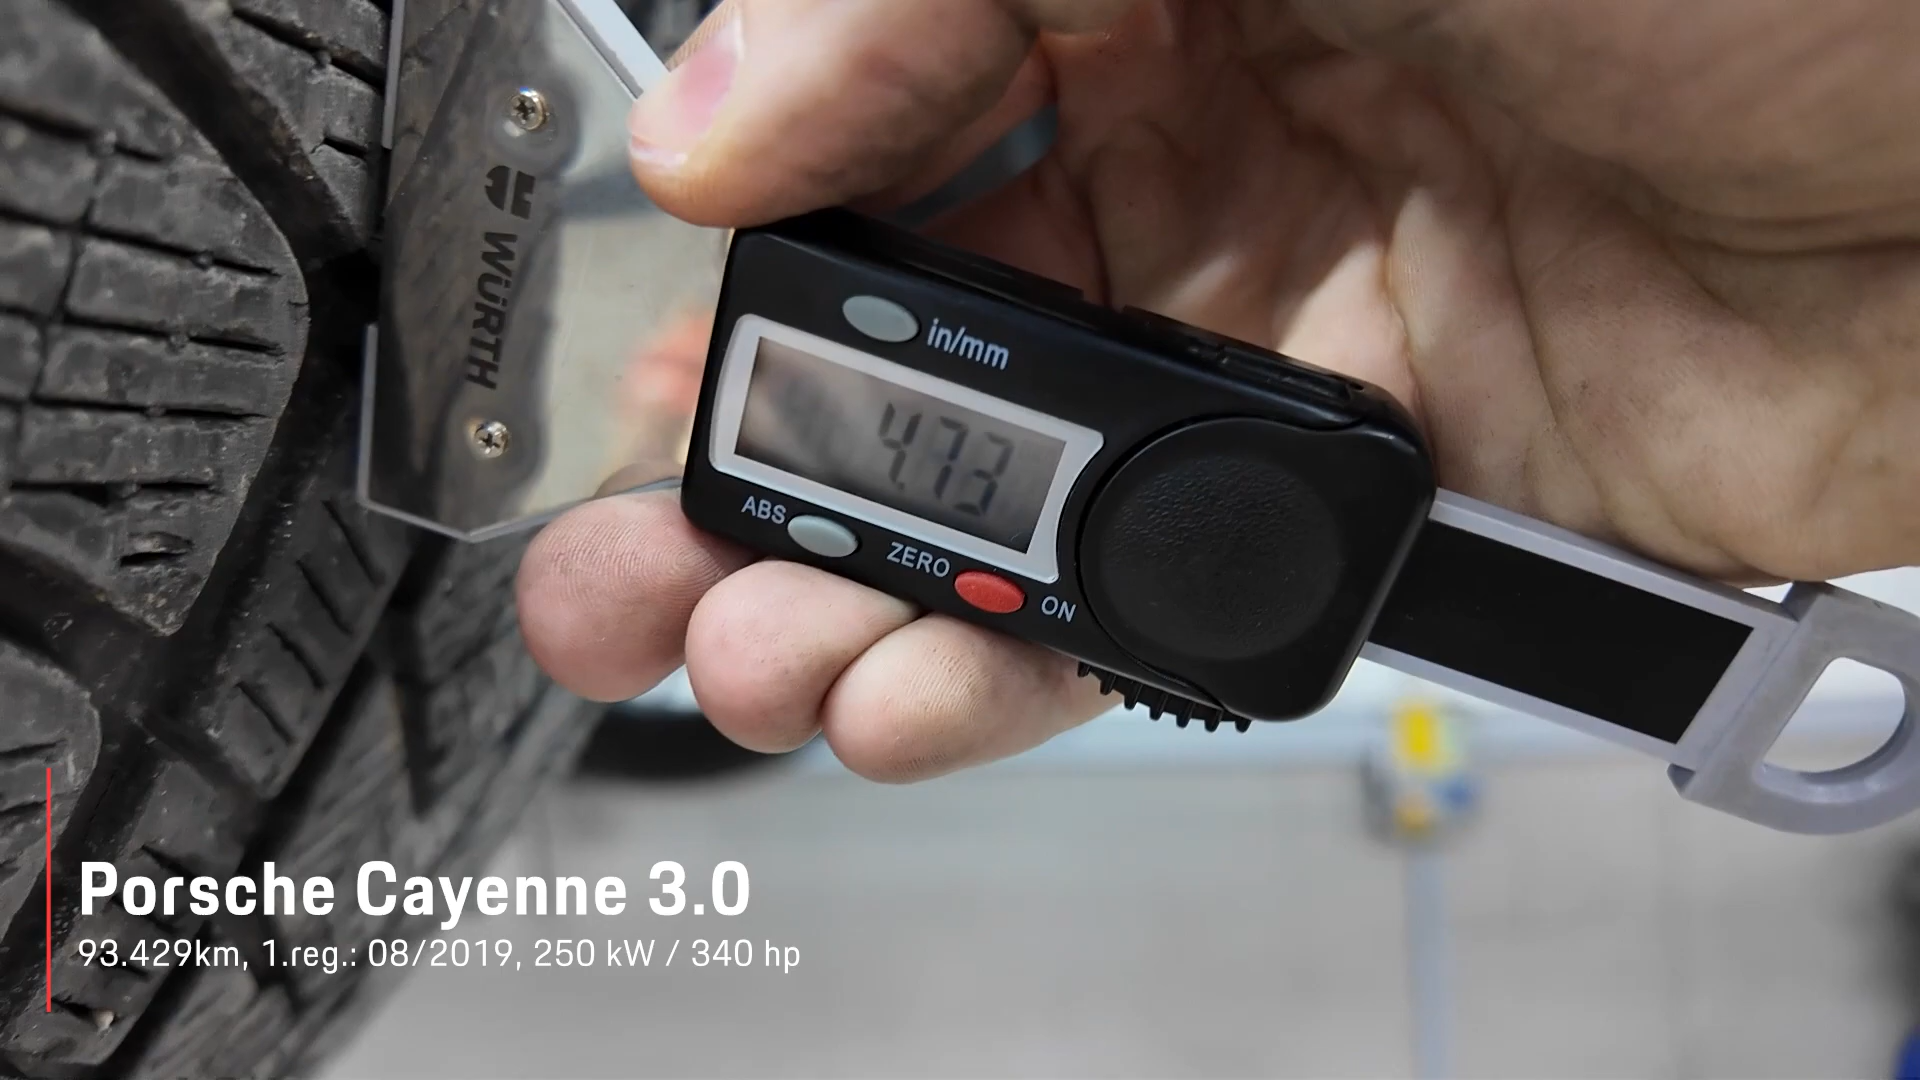 WÜRTH
in/mm
4.73
ABS
ZERO
ON
Porsche Cayenne 3.0
93.429km, 1.reg.: 08/2019, 250 kW / 340 hp